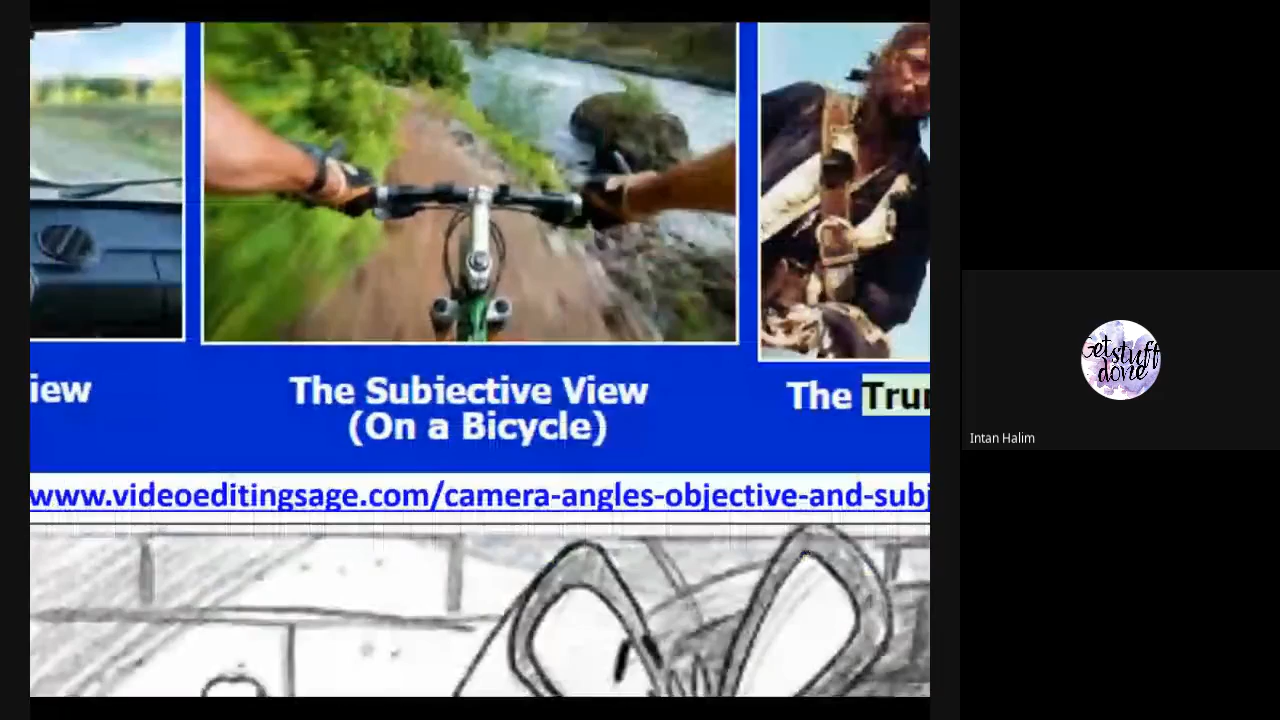 iew
The Subjective View
(On a Bicycle)
The Trun
www.videoeditingsage.com/camera-angles-objective-and-subj
Get stuff
done
Intan Halim